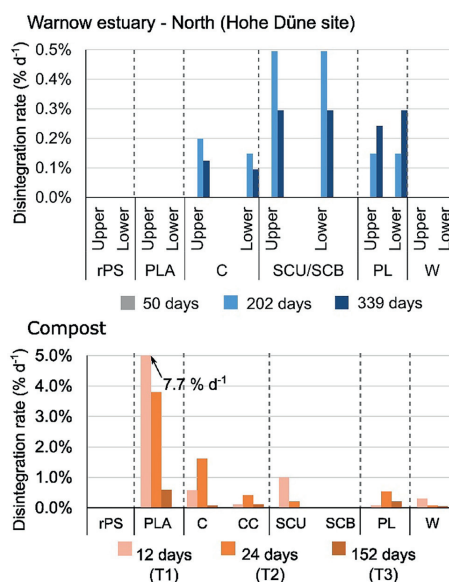 Warnow estuary - North (Hohe Düne site)
Disintegration rate (% d⁻¹)
0.5%
0.4%
0.3%
0.2%
0.1%
0.0%
Upper Lower Upper Lower Upper Lower Upper Lower Upper Lower Upper Lower
rPS PLA C SCU/SCB PL W
50 days 202 days 339 days
Compost
Disintegration rate (% d⁻¹)
5.0%
7.7 % d⁻¹
4.0%
3.0%
2.0%
1.0%
0.0%
rPS PLA C CC SCU SCB PL W
12 days 24 days 152 days
(T1) (T2) (T3)